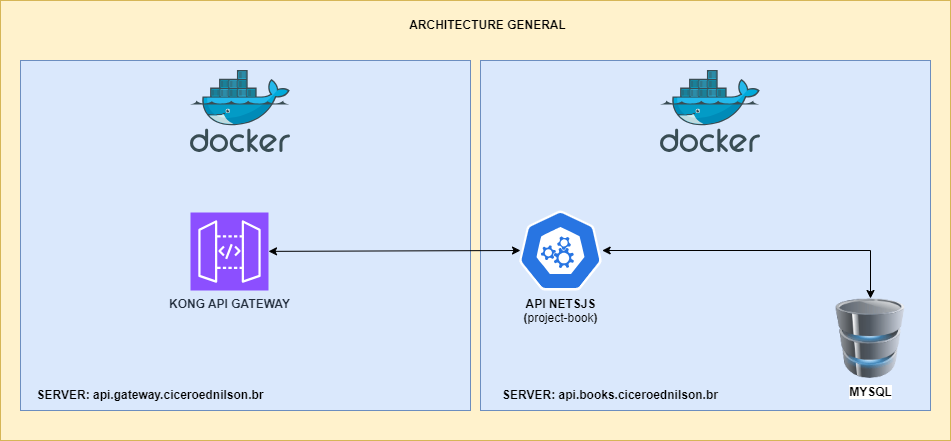 ARCHITECTURE GENERAL
docker
docker
KONG API GATEWAY
API NETSJS
(project-book)
MYSQL
SERVER: api.gateway.ciceroednilson.br
SERVER: api.books.ciceroednilson.br